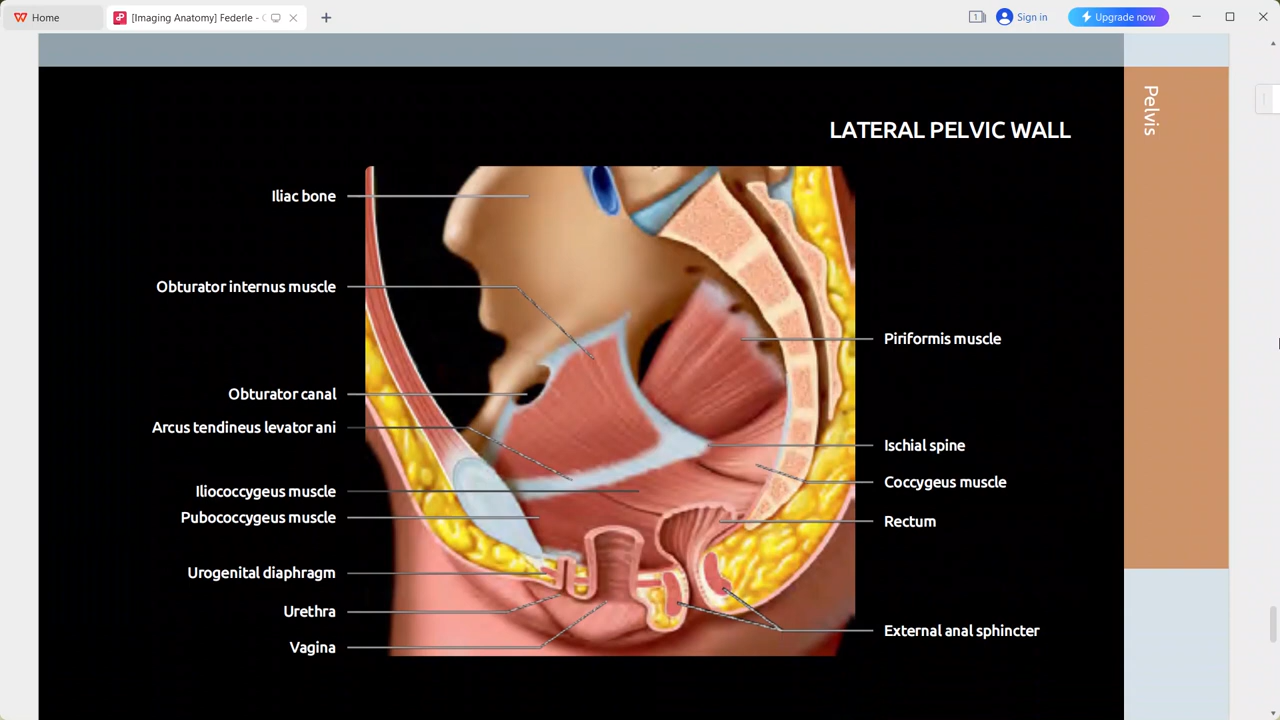 Home
[Imaging Anatomy] Federle -
1
Sign in
Upgrade now
Pelvis
LATERAL PELVIC WALL
Iliac bone
Obturator internus muscle
Obturator canal
Arcus tendineus levator ani
Iliococcygeus muscle
Pubococcygeus muscle
Urogenital diaphragm
Urethra
Vagina
Piriformis muscle
Ischial spine
Coccygeus muscle
Rectum
External anal sphincter